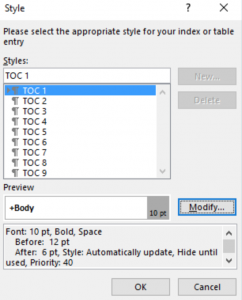 Style
Please select the appropriate style for your index or table
entry
Styles:
TOC 1
New...
Delete
TOC 1
TOC 2
TOC 3
TOC 4
TOC 5
TOC 6
TOC 7
TOC 8
TOC 9
Preview
+Body
10 pt
Modify...
Font: 10 pt, Bold, Space
Before: 12 pt
After: 6 pt, Style: Automatically update, Hide until
used, Priority: 40
OK
Cancel